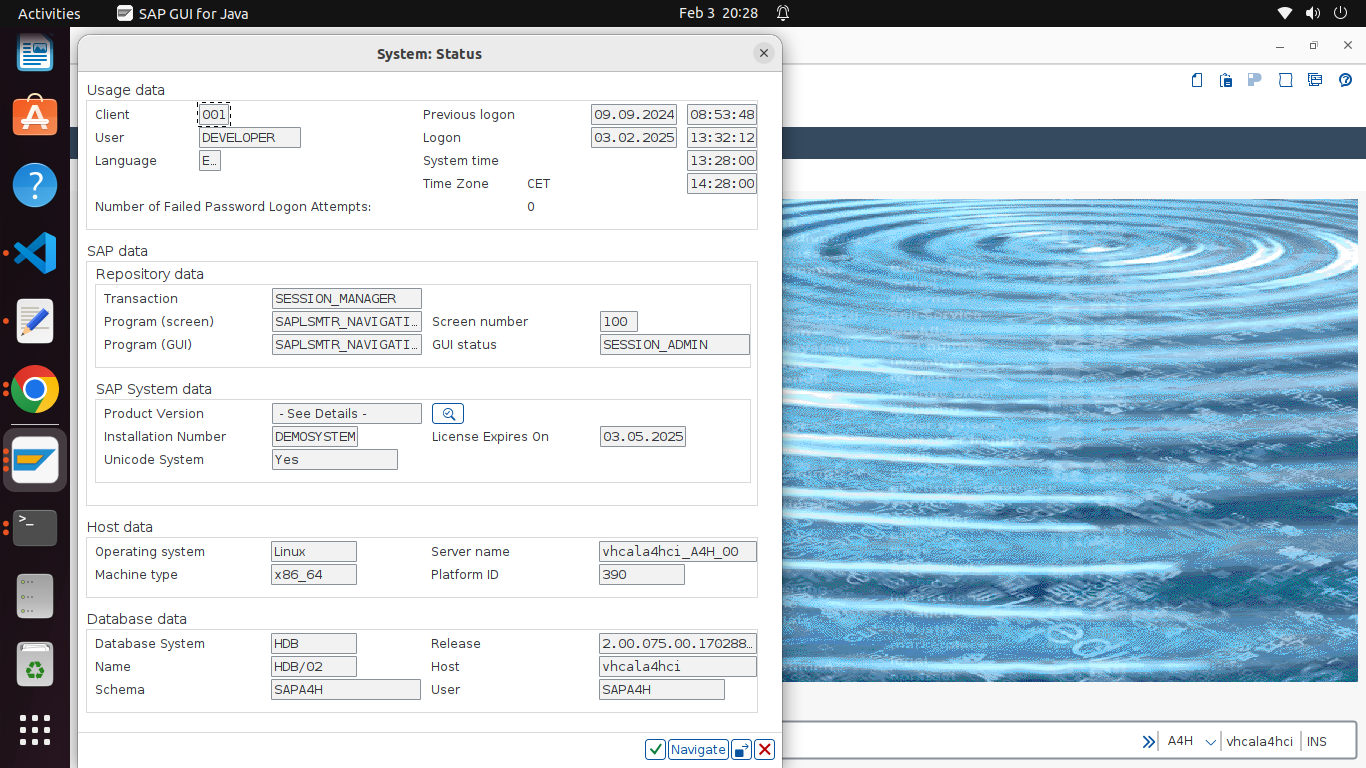 Activities SAP GUI for Java Feb 3 20:28
System: Status
Usage data
Client 001 Previous logon 09.09.2024 08:53:48
User DEVELOPER Logon 03.02.2025 13:32:12
Language E… System time 13:28:00
Time Zone CET 14:28:00
Number of Failed Password Logon Attempts: 0
SAP data
Repository data
Transaction SESSION_MANAGER
Program (screen) SAPLSMTR_NAVIGATI… Screen number 100
Program (GUI) SAPLSMTR_NAVIGATI… GUI status SESSION_ADMIN
SAP System data
Product Version - See Details -
Installation Number DEMOSYSTEM License Expires On 03.05.2025
Unicode System Yes
Host data
Operating system Linux Server name vhcala4hci_A4H_00
Machine type x86_64 Platform ID 390
Database data
Database System HDB Release 2.00.075.00.170288…
Name HDB/02 Host vhcala4hci
Schema SAPA4H User SAPA4H
Navigate
A4H vhcala4hci INS